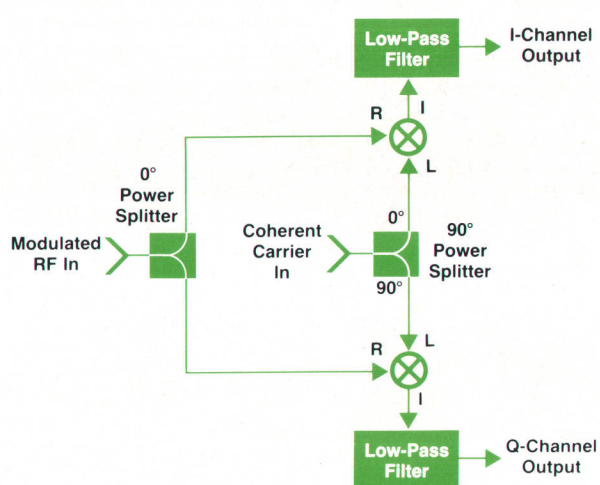 Low-Pass
Filter
I-Channel
Output
R
I
L
0°
Power
Splitter
Modulated
RF In
Coherent
Carrier
In
0°
90°
90°
Power
Splitter
R
L
I
Low-Pass
Filter
Q-Channel
Output